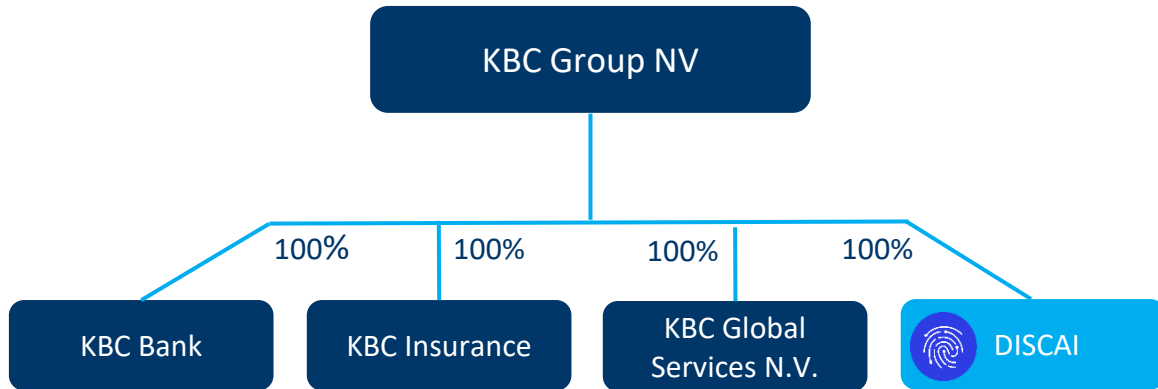 KBC Group NV
100%
100%
100%
100%
KBC Bank
KBC Insurance
KBC Global
Services N.V.
DISCAI